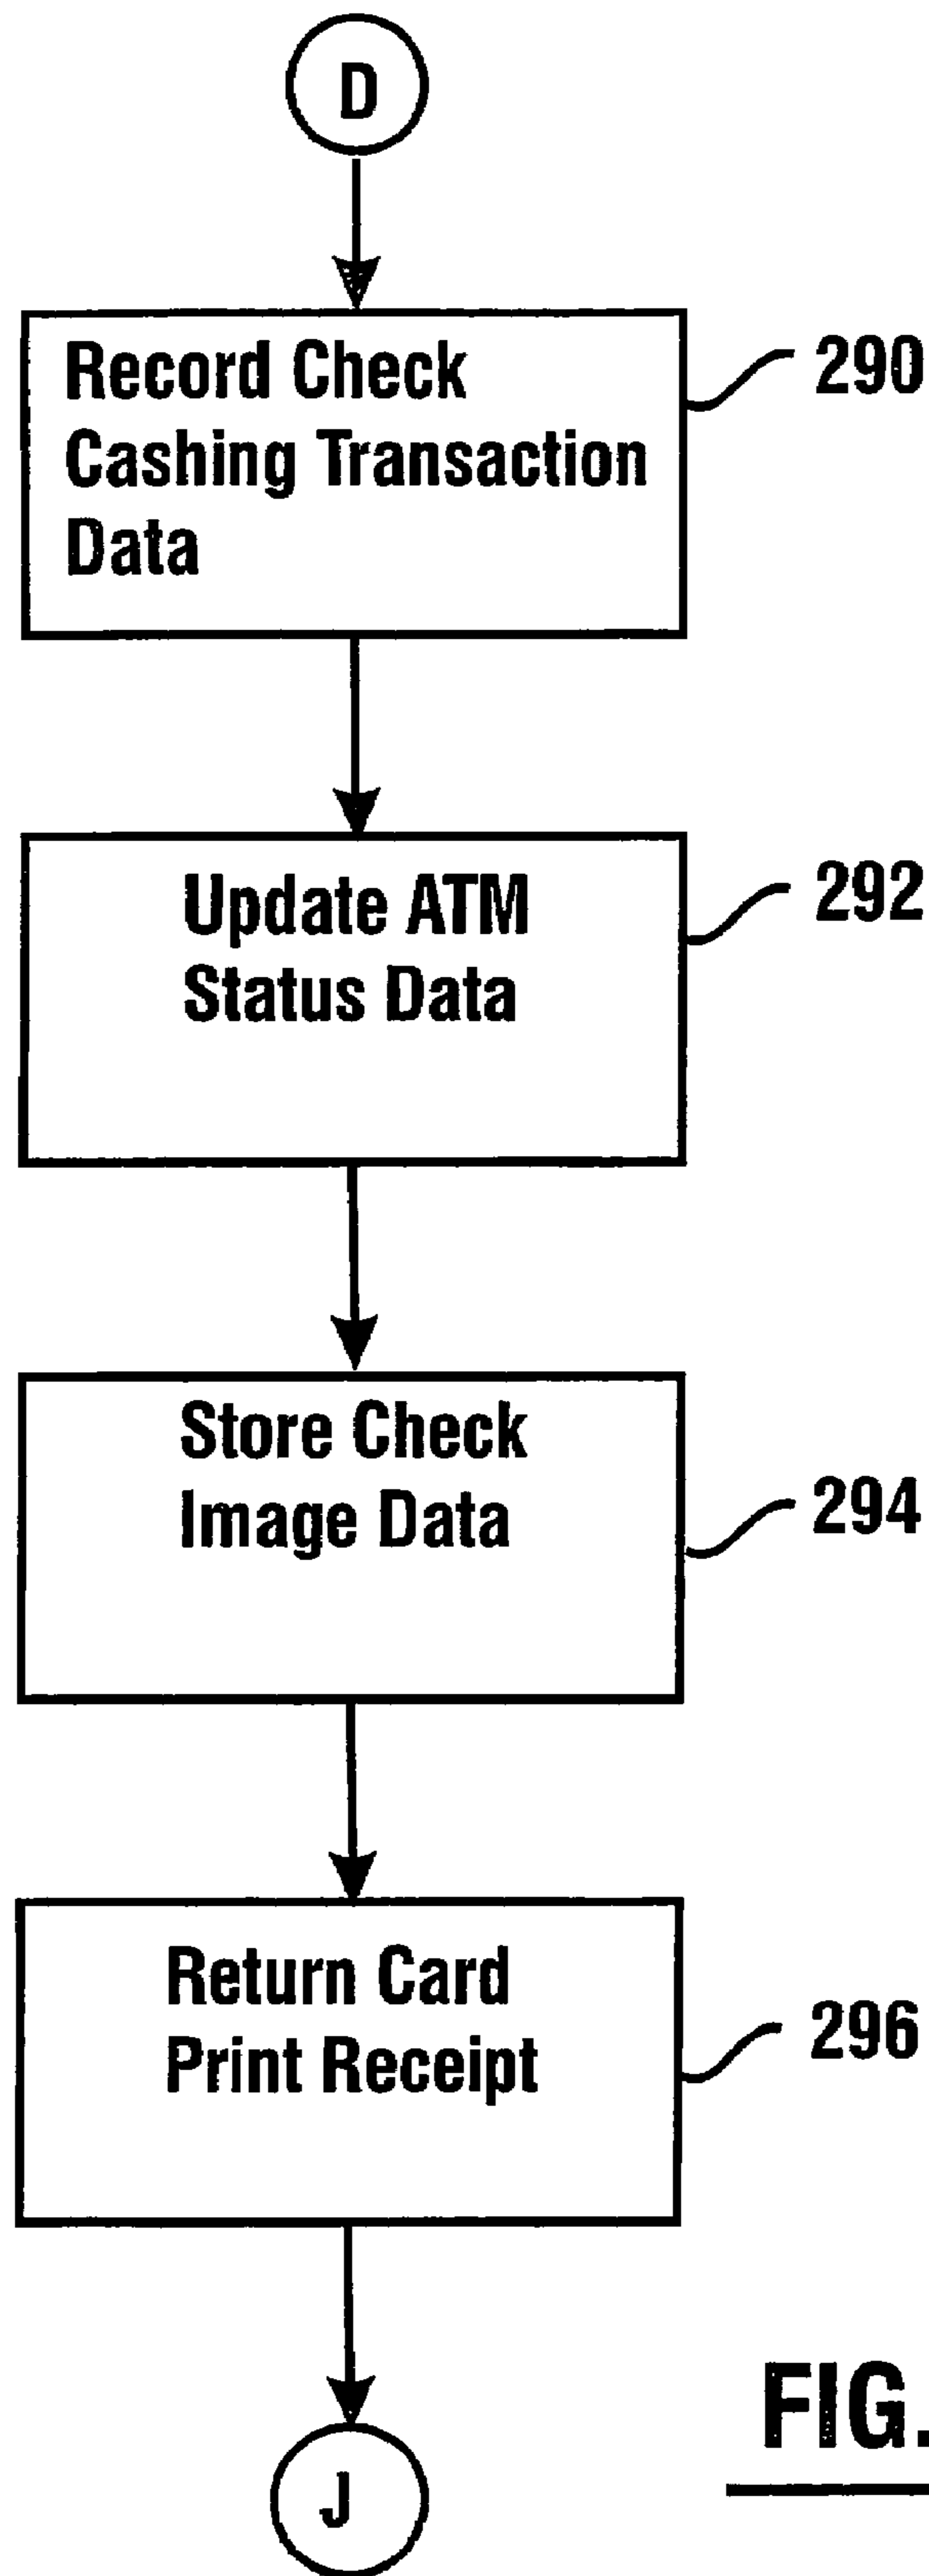 D
Record Check
Cashing Transaction
Data
290
Update ATM
Status Data
292
Store Check
Image Data
294
Return Card
Print Receipt
296
J
FIG.